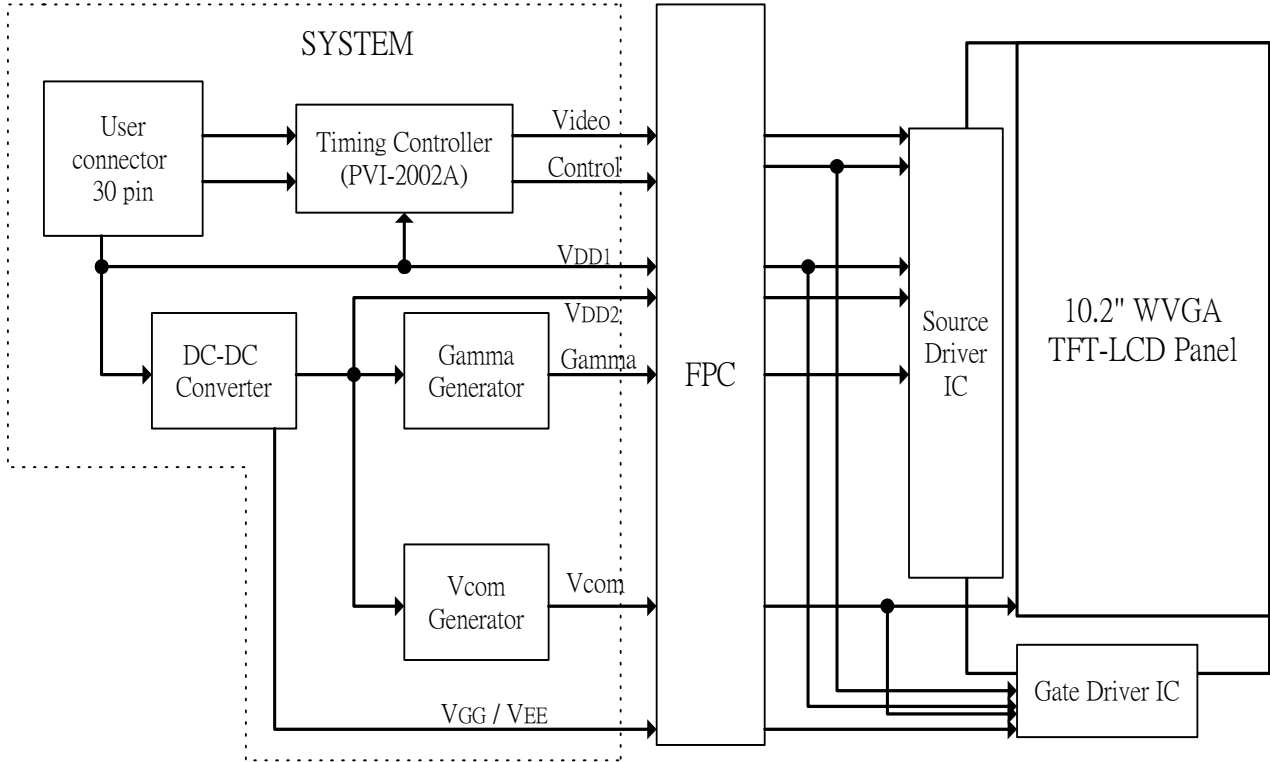 SYSTEM
User
connector
30 pin
Timing Controller
(PVI-2002A)
Video
Control
VDD1
VDD2
DC-DC
Converter
Gamma
Generator
Gamma
FPC
Source
Driver
IC
10.2" WVGA
TFT-LCD Panel
Vcom
Generator
Vcom
VGG / VEE
Gate Driver IC